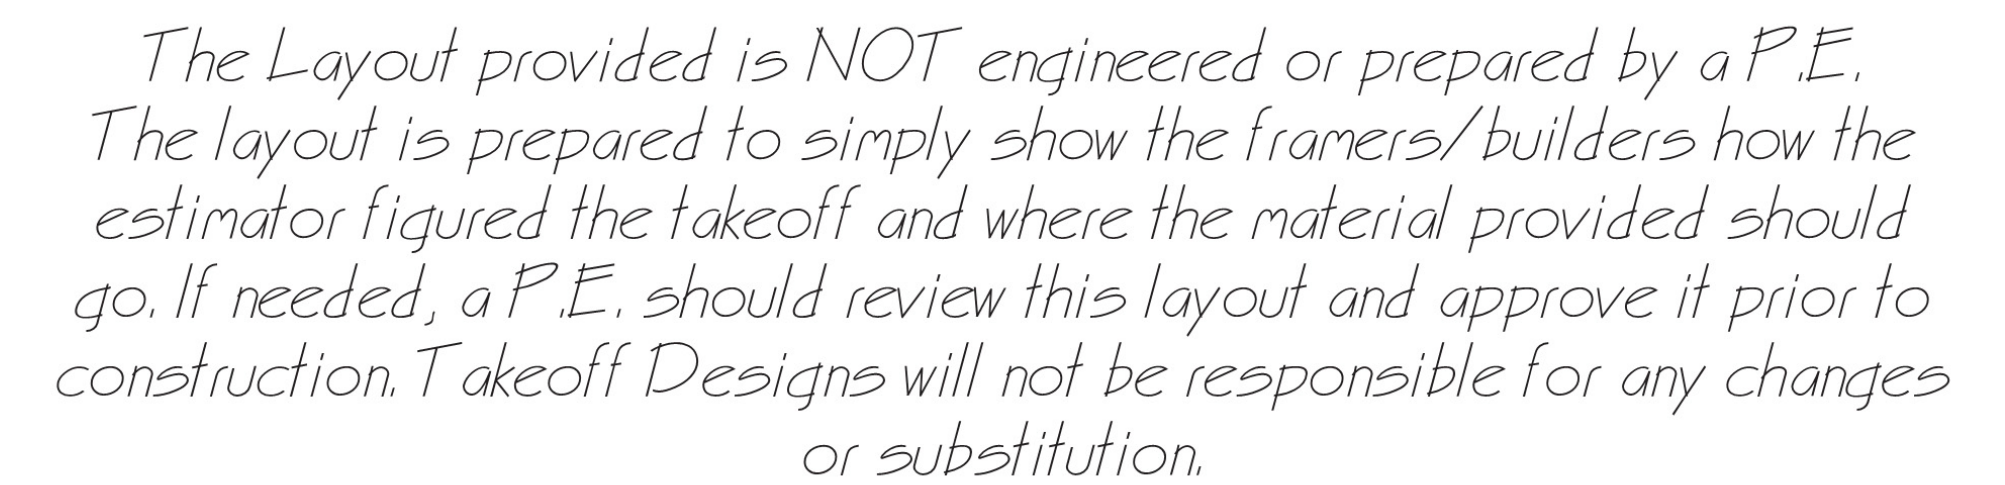 The Layout provided is NOT engineered or prepared by a P.E.
The layout is prepared to simply show the framers/builders how the
estimator figured the takeoff and where the material provided should
go. If needed, a P.E. should review this layout and approve it prior to
construction. Takeoff Designs will not be responsible for any changes
or substitution.